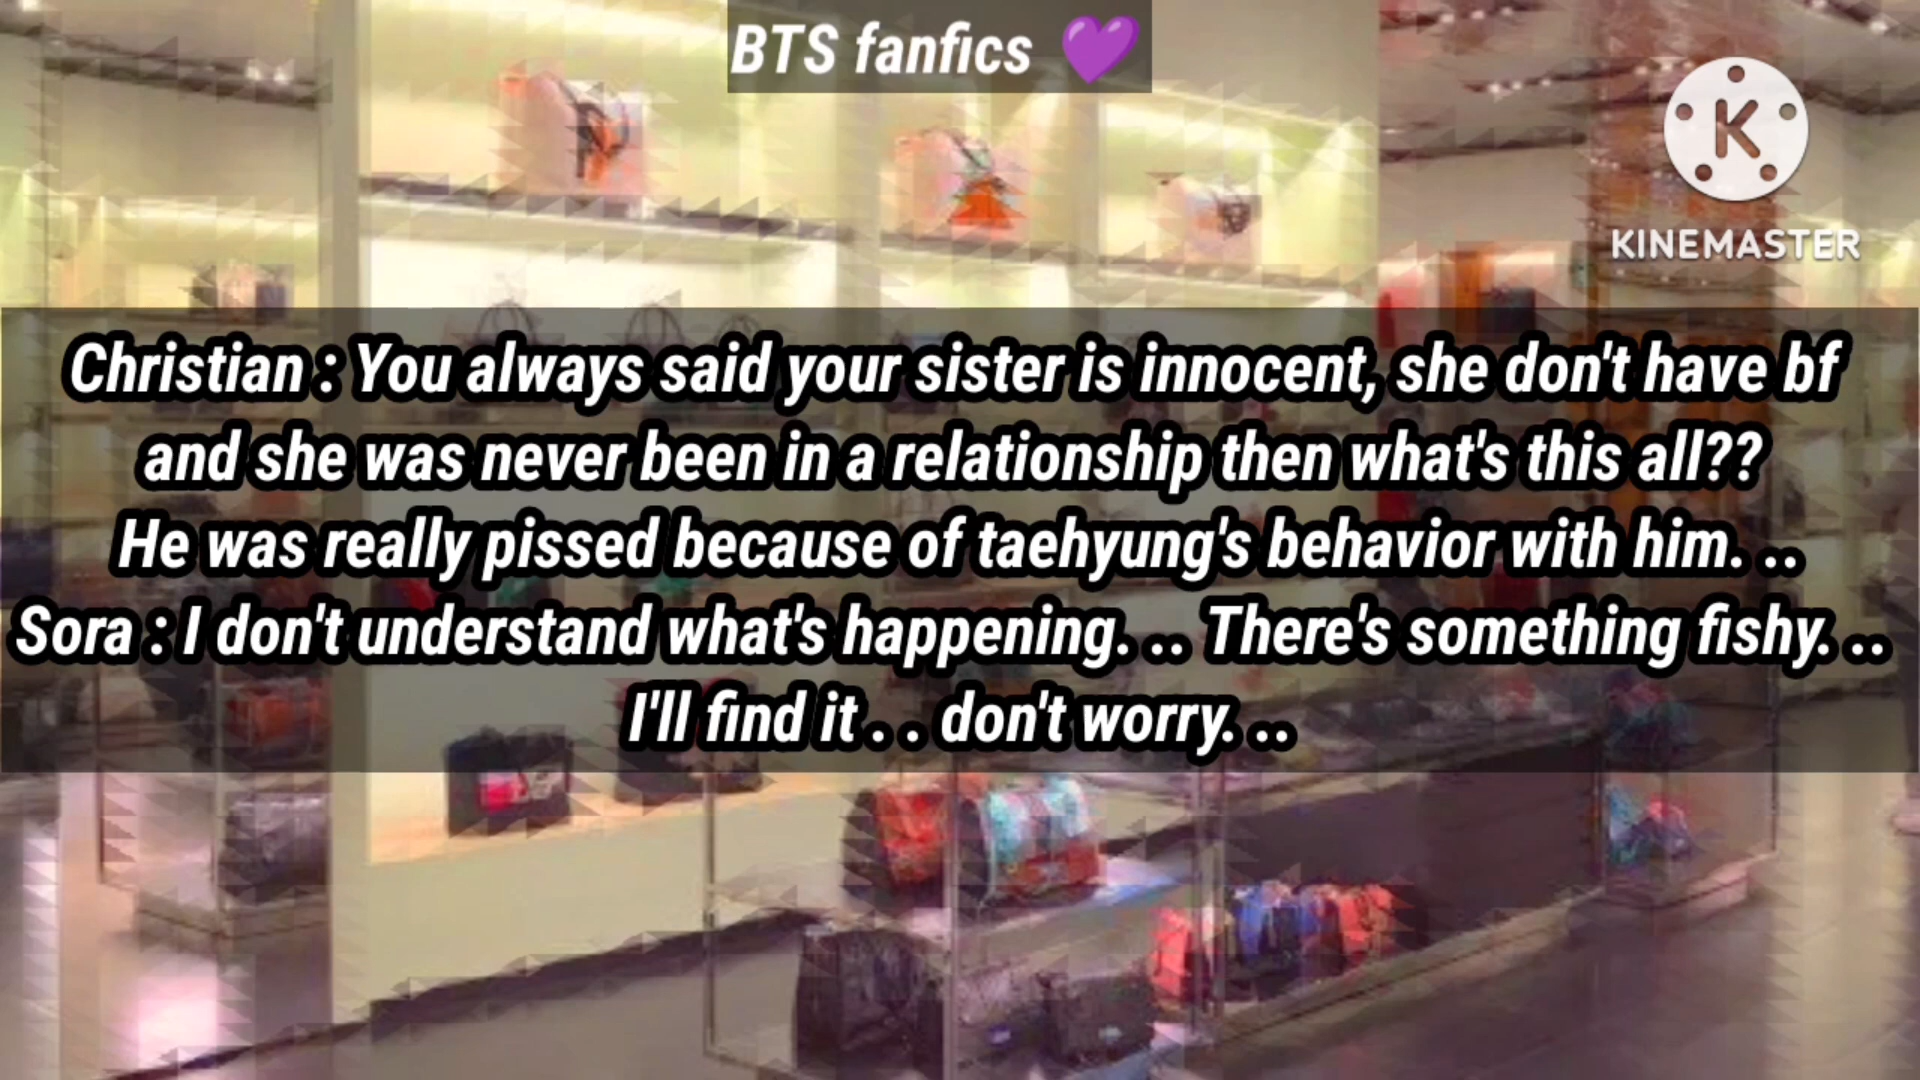 BTS fanfics 💜
K
KINEMASTER
Christian : You always said your sister is innocent, she don't have bf
and she was never been in a relationship then what's this all??
He was really pissed because of taehyung's behavior with him. ..
Sora : I don't understand what's happening. .. There's something fishy. ..
I'll find it . . don't worry. ..